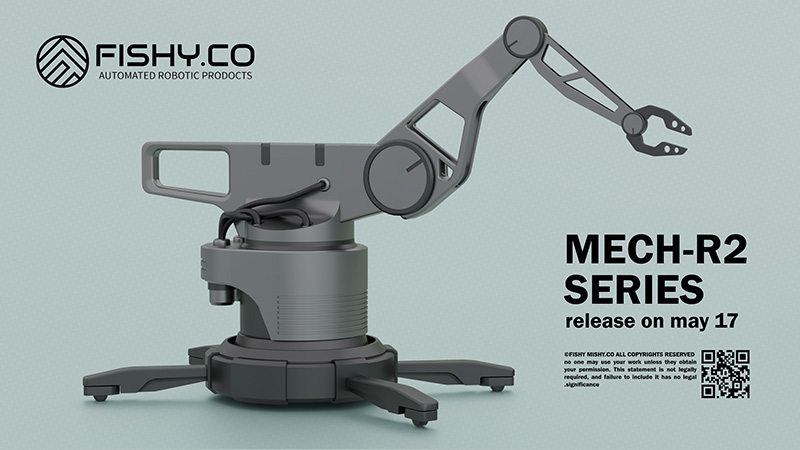 FISHY.CO
AUTOMATED ROBOTIC PRODUCTS
MECH-R2
SERIES
release on may 17
©FISHY MISHY.CO ALL COPYRIGHTS RESERVED
no one may use your work unless they obtain
your permission. This statement is not legally
required, and failure to include it has no legal
.significance